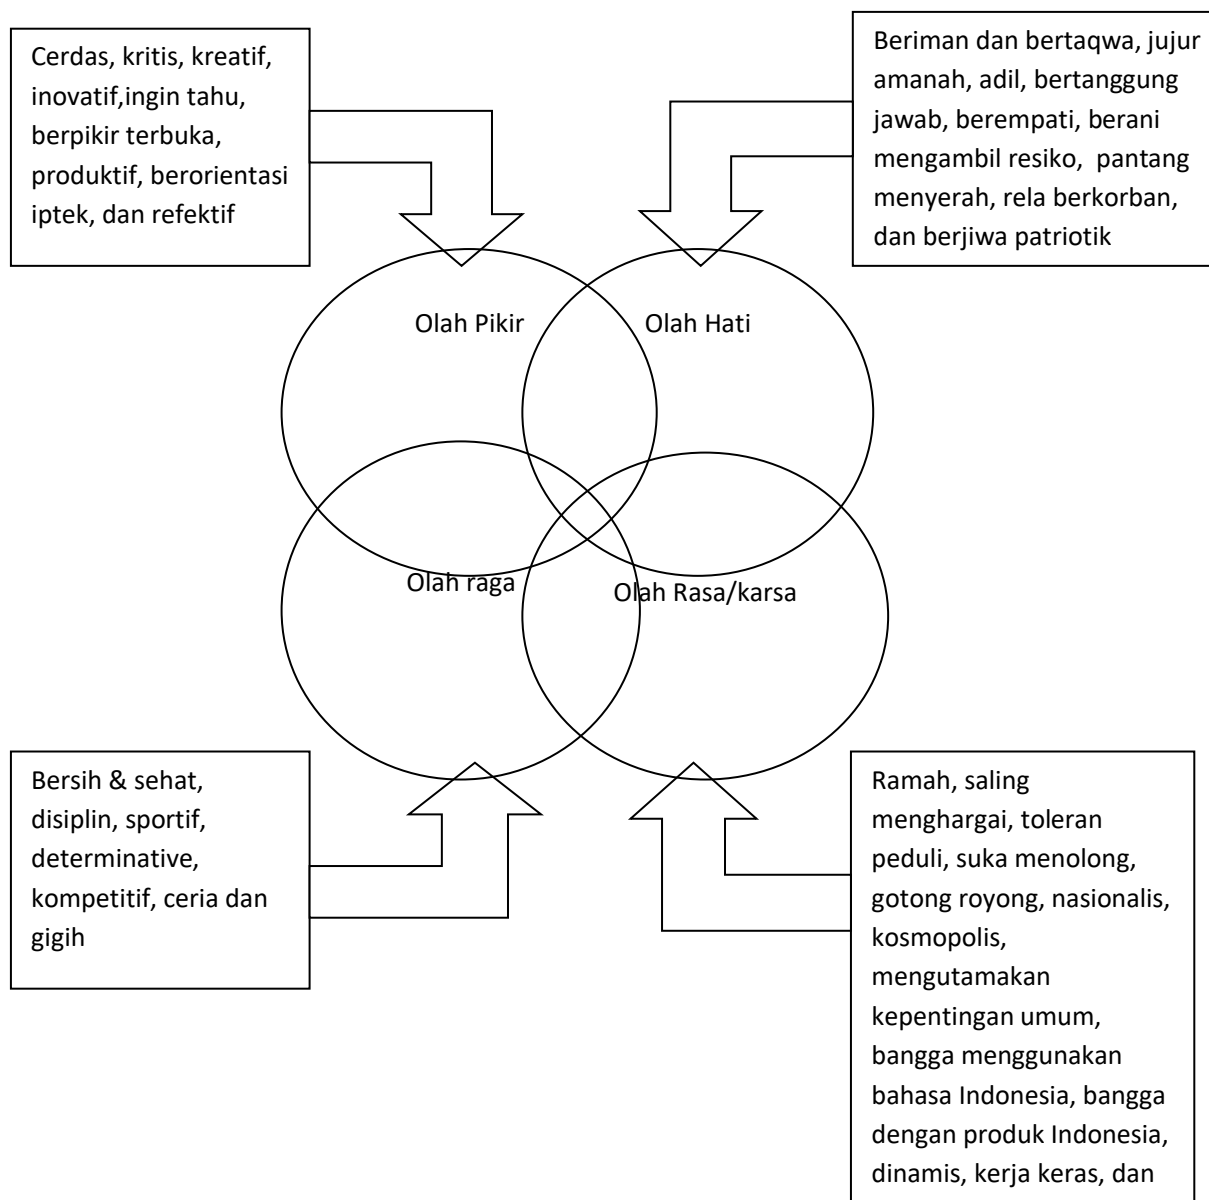 Cerdas, kritis, kreatif,
inovatif,ingin tahu,
berpikir terbuka,
produktif, berorientasi
iptek, dan refektif
Beriman dan bertaqwa, jujur
amanah, adil, bertanggung
jawab, berempati, berani
mengambil resiko, pantang
menyerah, rela berkorban,
dan berjiwa patriotik
Olah Pikir
Olah Hati
Olah raga
Olah Rasa/karsa
Bersih & sehat,
disiplin, sportif,
determinative,
kompetitif, ceria dan
gigih
Ramah, saling
menghargai, toleran
peduli, suka menolong,
gotong royong, nasionalis,
kosmopolis,
mengutamakan
kepentingan umum,
bangga menggunakan
bahasa Indonesia, bangga
dengan produk Indonesia,
dinamis, kerja keras, dan